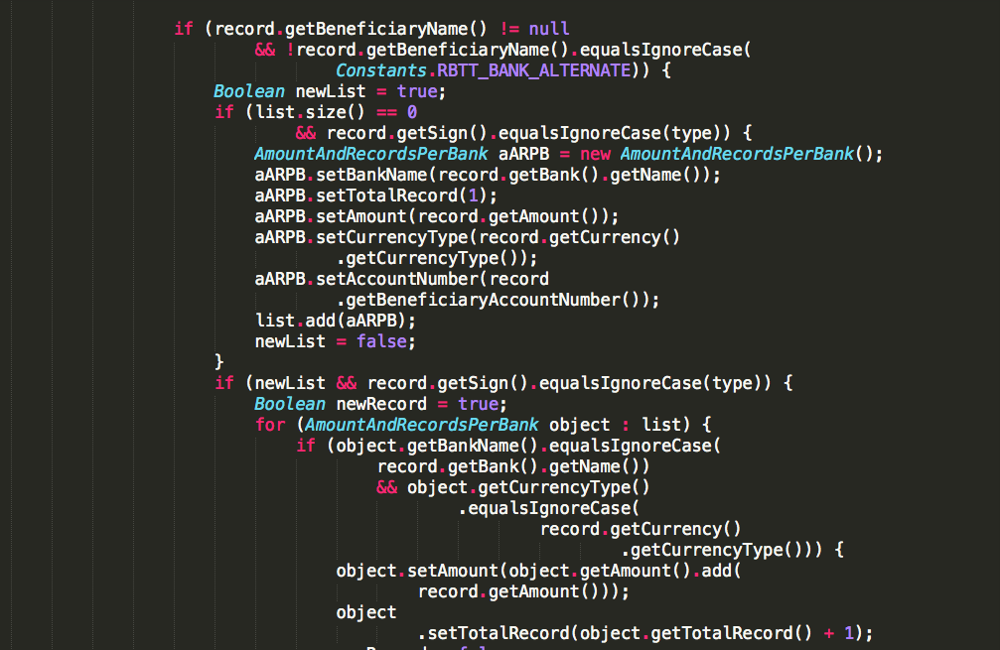 if (record.getBeneficiaryName() != null
&& !record.getBeneficiaryName().equalsIgnoreCase(
Constants.RBTT_BANK_ALTERNATE)) {
Boolean newList = true;
if (list.size() == 0
&& record.getSign().equalsIgnoreCase(type)) {
AmountAndRecordsPerBank aARPB = new AmountAndRecordsPerBank();
aARPB.setBankName(record.getBank().getName());
aARPB.setTotalRecord(1);
aARPB.setAmount(record.getAmount());
aARPB.setCurrencyType(record.getCurrency()
.getCurrencyType());
aARPB.setAccountNumber(record
.getBeneficiaryAccountNumber());
list.add(aARPB);
newList = false;
}
if (newList && record.getSign().equalsIgnoreCase(type)) {
Boolean newRecord = true;
for (AmountAndRecordsPerBank object : list) {
if (object.getBankName().equalsIgnoreCase(
record.getBank().getName())
&& object.getCurrencyType()
.equalsIgnoreCase(
record.getCurrency()
.getCurrencyType())) {
object.setAmount(object.getAmount().add(
record.getAmount()));
object
.setTotalRecord(object.getTotalRecord() + 1);